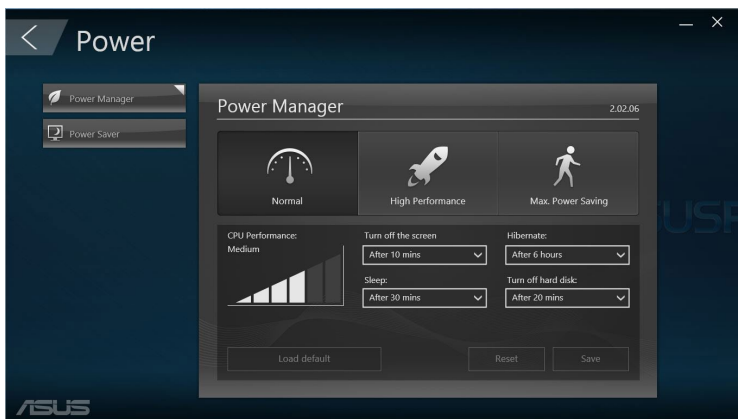 Power
Power Manager
Power Saver
Power Manager
2.02.06
Normal
High Performance
Max. Power Saving
CPU Performance:
Medium
Turn off the screen
After 10 mins
Hibernate:
After 6 hours
Sleep:
After 30 mins
Turn off hard disk:
After 20 mins
Load default
Reset
Save
ASUS